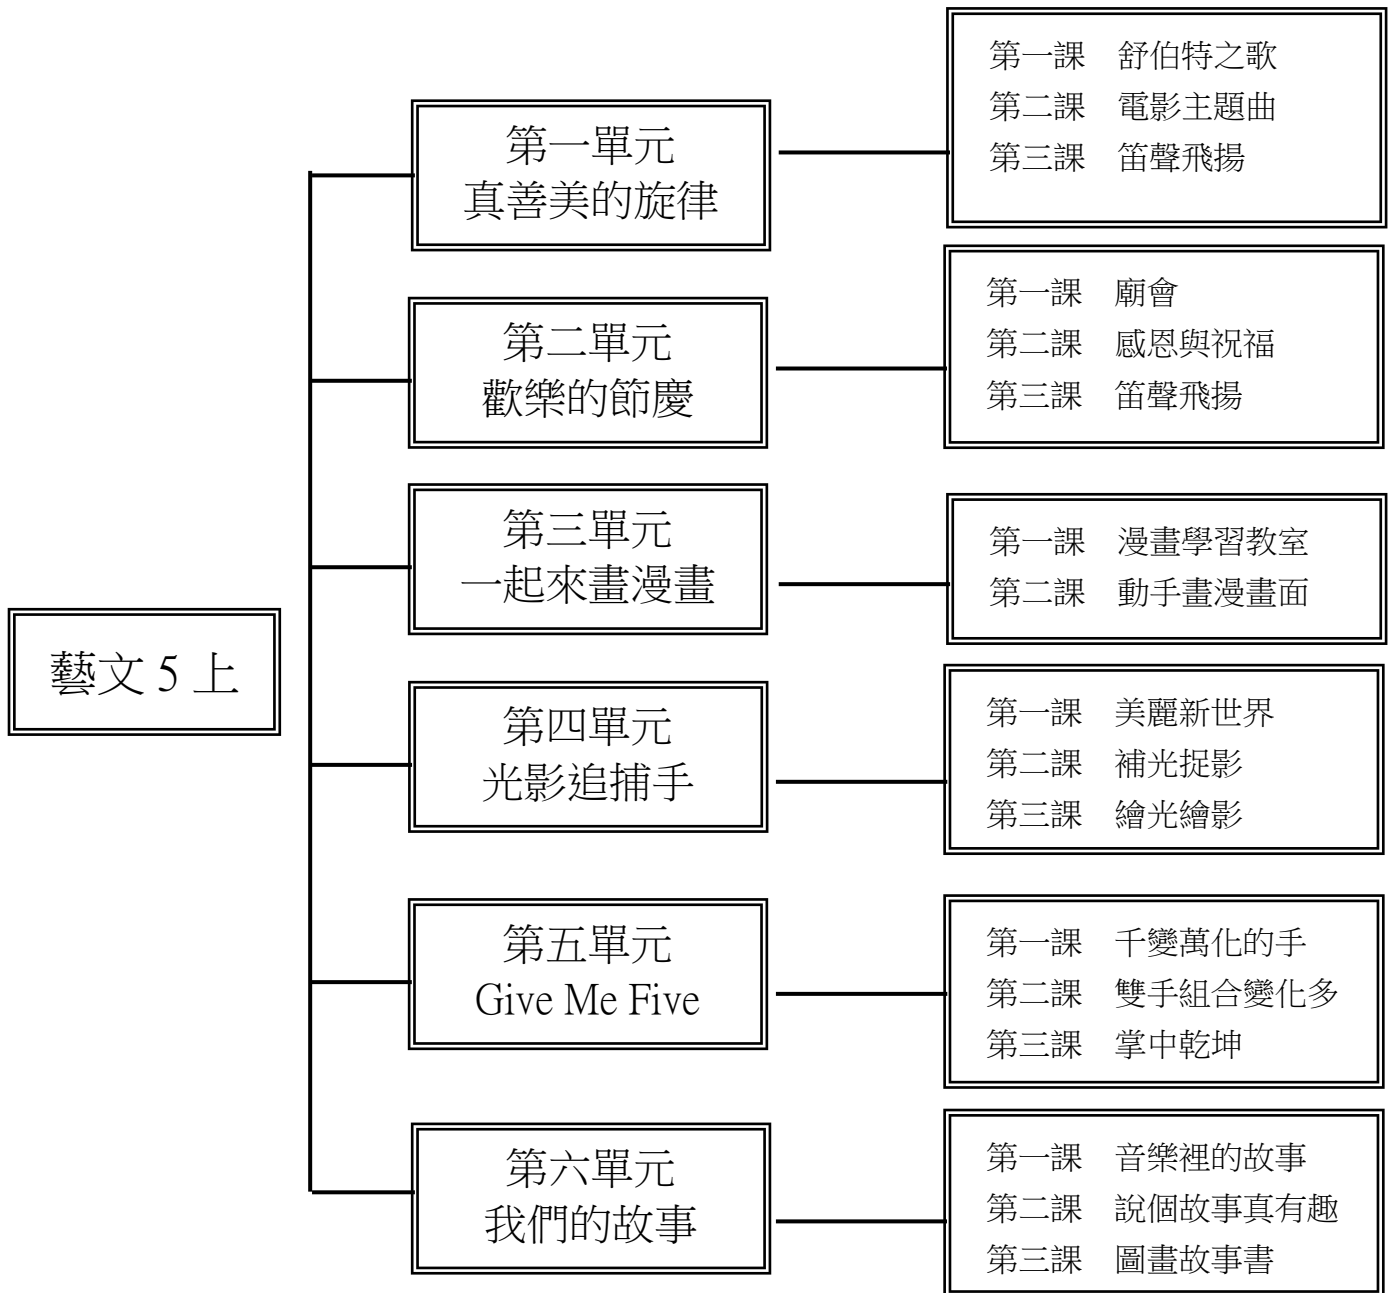 藝文 5 上
第一單元
真善美的旋律
第一課 舒伯特之歌
第二課 電影主題曲
第三課 笛聲飛揚
第二單元
歡樂的節慶
第一課 廟會
第二課 感恩與祝福
第三課 笛聲飛揚
第三單元
一起來畫漫畫
第一課 漫畫學習教室
第二課 動手畫漫畫面
第四單元
光影追捕手
第一課 美麗新世界
第二課 補光捉影
第三課 繪光繪影
第五單元
Give Me Five
第一課 千變萬化的手
第二課 雙手組合變化多
第三課 掌中乾坤
第六單元
我們的故事
第一課 音樂裡的故事
第二課 說個故事真有趣
第三課 圖畫故事書